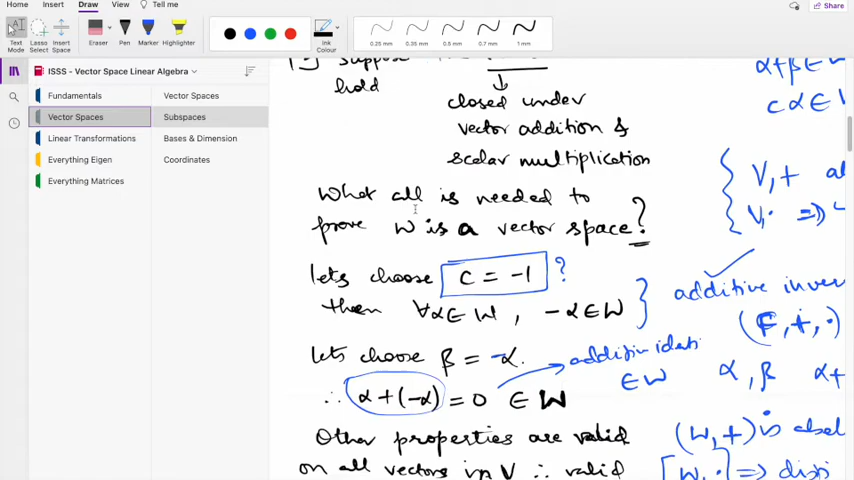 Home Insert Draw View Tell me
Share
Text Mode
Lasso Select
Insert Space
Eraser
Pen
Marker
Highlighter
Ink Colour
0.25 mm
0.35 mm
0.5 mm
0.7 mm
1 mm
ISSS - Vector Space Linear Algebra
Fundamentals
Vector Spaces
Linear Transformations
Everything Eigen
Everything Matrices
Vector Spaces
Subspaces
Bases & Dimension
Coordinates
suppose
hold
closed under
vector addition &
scalar multiplication
α+β∈W
cα∈V
V,+
V,· =>
What all is needed to
prove W is a vector space?
lets choose c = -1 ?
then ∀α∈W, -α∈W
additive inver
(F,+,·)
lets choose β = -α.
additive identi
∈W
α, β α+
∴ α+(-α) = 0 ∈ W
(W,+) is abel
Other properties are valid
on all vectors in V ∴ valid
[W,·] => disti